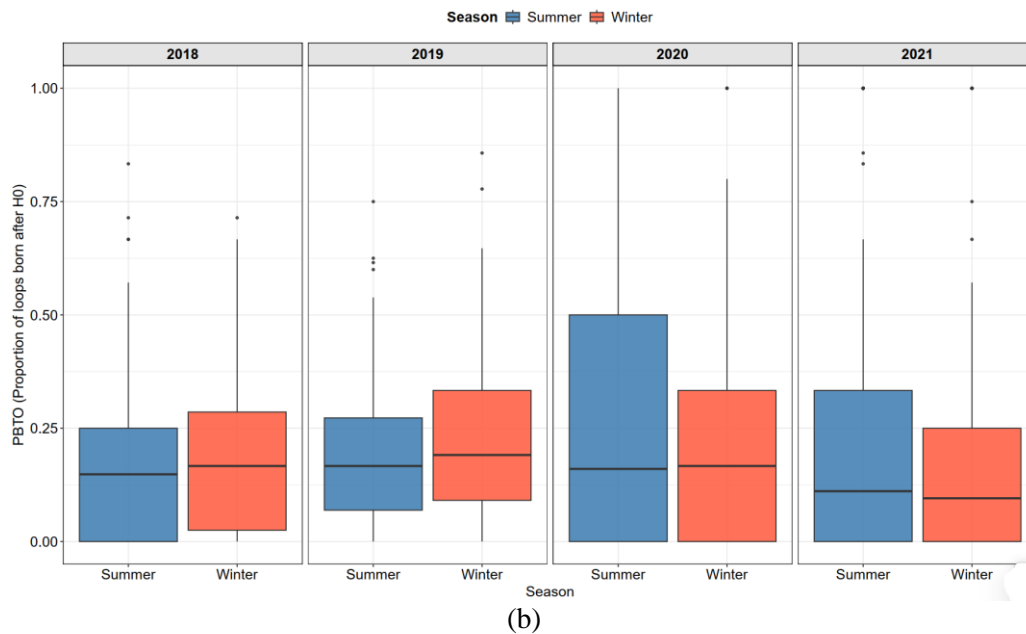 Season Summer Winter
2018 2019 2020 2021
PBTO (Proportion of loops born after H0)
1.00
0.75
0.50
0.25
0.00
Summer Winter Summer Winter Summer Winter Summer Winter
Season
(b)